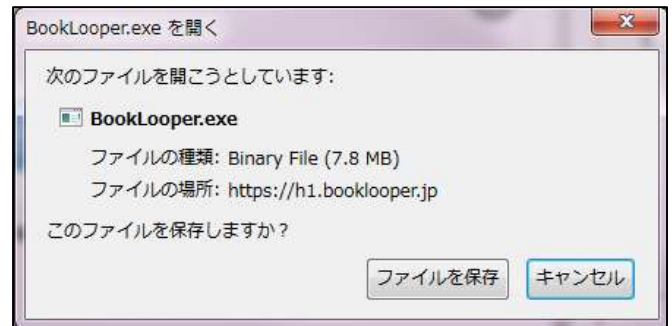 BookLooper.exe を開く
次のファイルを開こうとしています:
BookLooper.exe
ファイルの種類: Binary File (7.8 MB)
ファイルの場所: https://h1.booklooper.jp
このファイルを保存しますか?
ファイルを保存 キャンセル